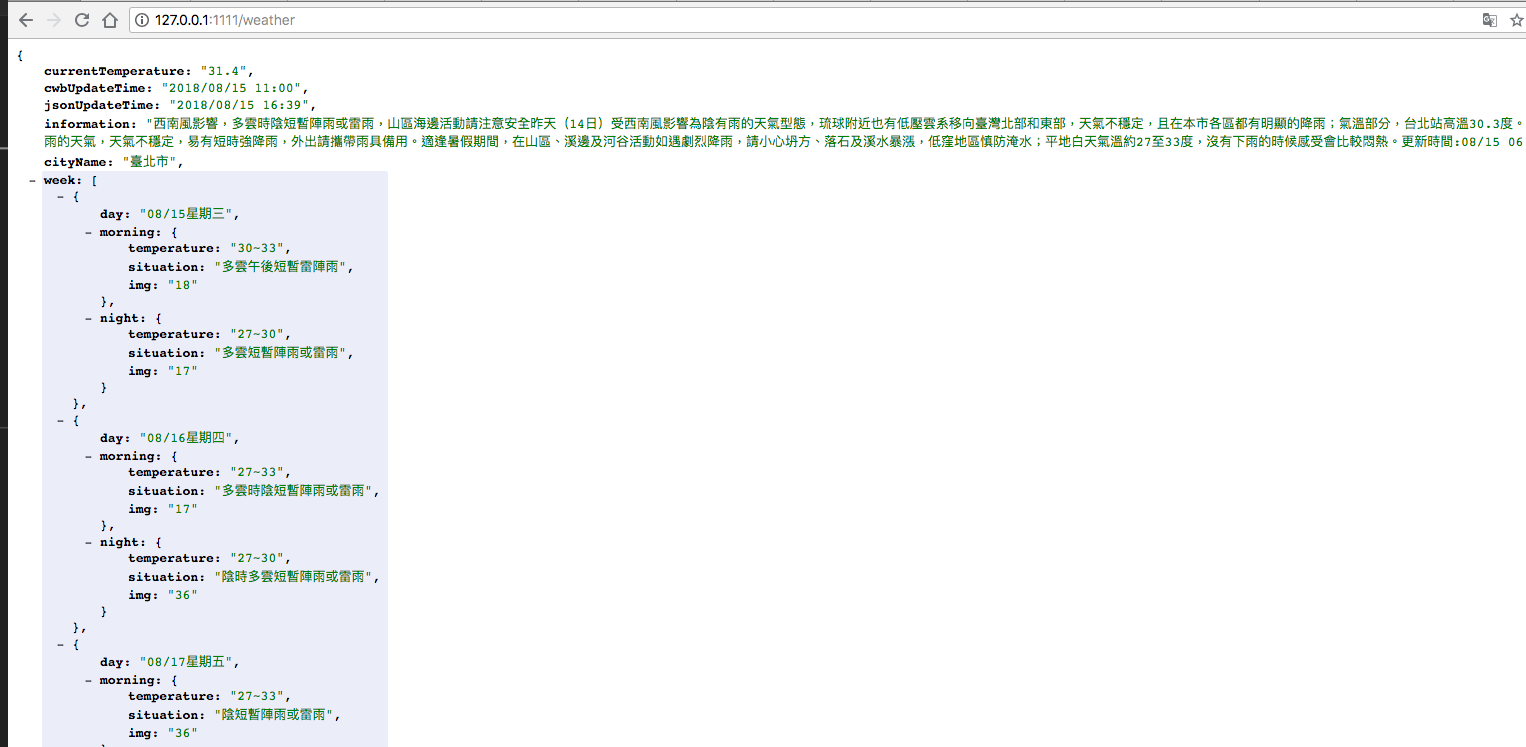 127.0.0.1:1111/weather
{
currentTemperature: "31.4",
cwbUpdateTime: "2018/08/15 11:00",
jsonUpdateTime: "2018/08/15 16:39",
information: "西南風影響，多雲時陰短暫陣雨或雷雨，山區海邊活動請注意安全昨天（14日）受西南風影響為陰有雨的天氣型態，琉球附近也有低壓雲系移向臺灣北部和東部，天氣不穩定，且在本市各區都有明顯的降雨；氣溫部分，台北站高溫30.3度。
雨的天氣，天氣不穩定，易有短時強降雨，外出請攜帶雨具備用。適逢暑假期間，在山區、溪邊及河谷活動如遇劇烈降雨，請小心坍方、落石及溪水暴漲，低窪地區慎防淹水；平地白天氣溫約27至33度，沒有下雨的時候感受會比較悶熱。更新時間:08/15 06
cityName: "臺北市",
- week: [
- {
day: "08/15星期三",
- morning: {
temperature: "30~33",
situation: "多雲午後短暫雷陣雨",
img: "18"
},
- night: {
temperature: "27~30",
situation: "多雲短暫陣雨或雷雨",
img: "17"
}
},
- {
day: "08/16星期四",
- morning: {
temperature: "27~33",
situation: "多雲時陰短暫陣雨或雷雨",
img: "17"
},
- night: {
temperature: "27~30",
situation: "陰時多雲短暫陣雨或雷雨",
img: "36"
}
},
- {
day: "08/17星期五",
- morning: {
temperature: "27~33",
situation: "陰短暫陣雨或雷雨",
img: "36"